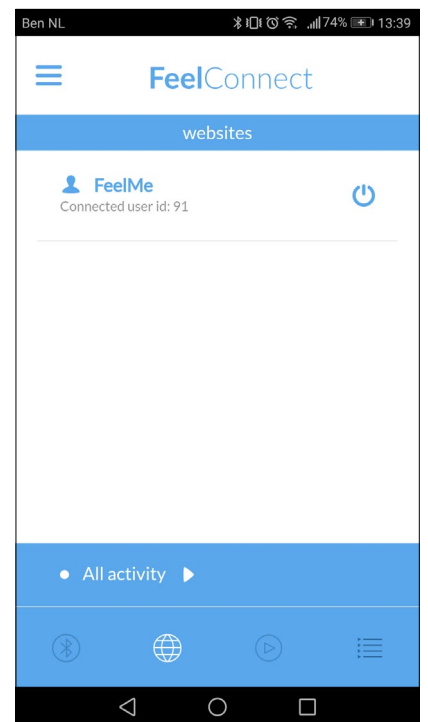 Ben NL 74% 13:39
FeelConnect
websites
FeelMe
Connected user id: 91
All activity